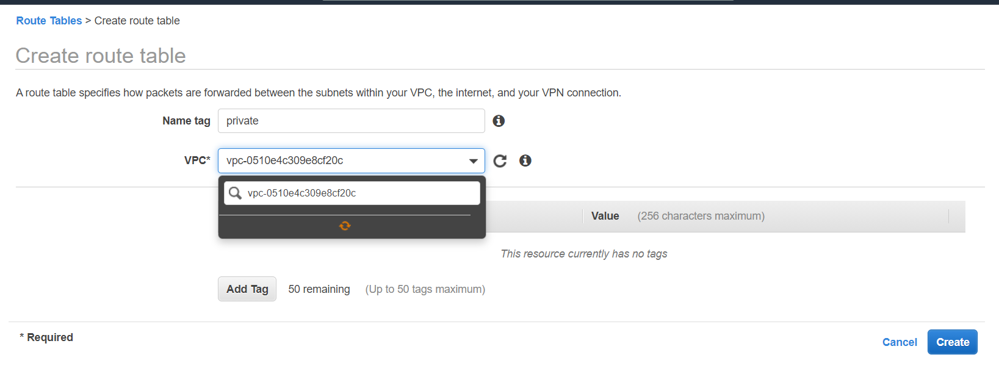 Route Tables > Create route table
Create route table
A route table specifies how packets are forwarded between the subnets within your VPC, the internet, and your VPN connection.
Name tag private
VPC* vpc-0510e4c309e8cf20c
vpc-0510e4c309e8cf20c
Value (256 characters maximum)
This resource currently has no tags
Add Tag 50 remaining (Up to 50 tags maximum)
* Required
Cancel Create